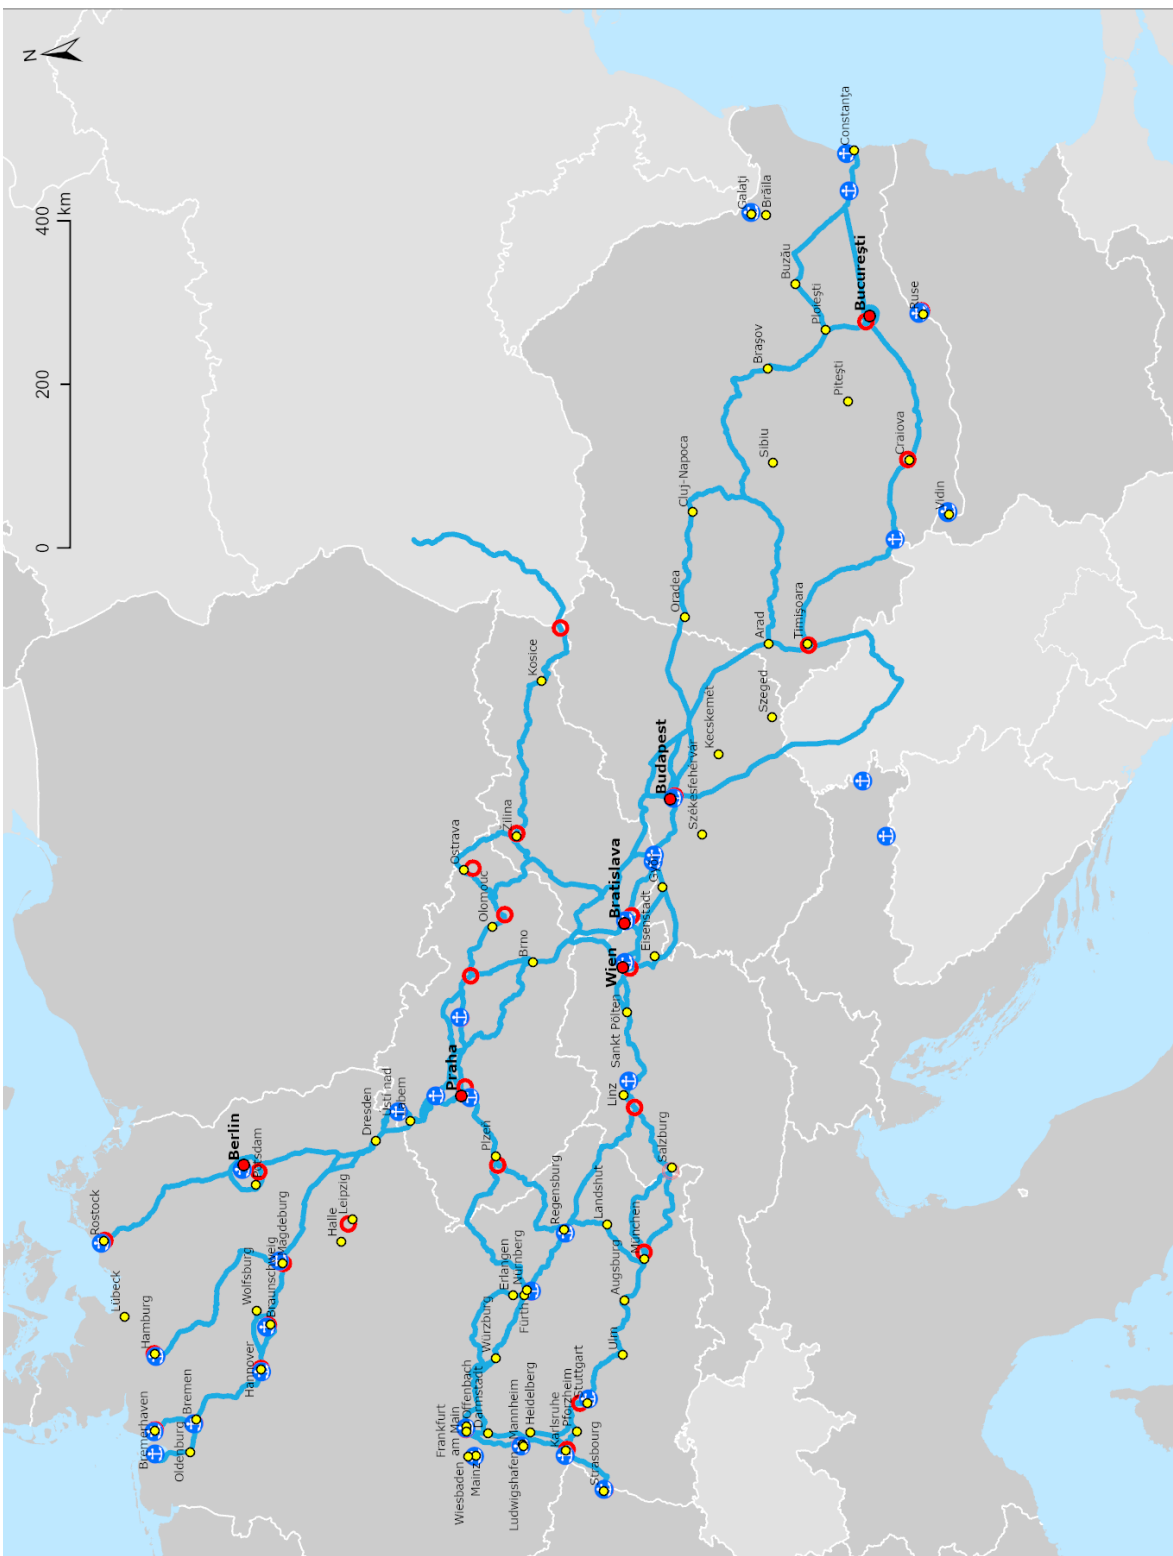 N
0
200
400
km
Rostock
Lübeck
Hamburg
Bremerhaven
Oldenburg
Bremen
Berlin
Potsdam
Wolfsburg
Hannover
Braunschweig
Magdeburg
Halle
Leipzig
Dresden
Ustí nad
Labem
Praha
Ostrava
Olomouc
Frankfurt
am Main
Offenbach
Wiesbaden
Mainz
Darmstadt
Würzburg
Plzen
Erlangen
Nürnberg
Fürth
Žilina
Brno
Kosice
Ludwigshafen
Mannheim
Heidelberg
Karlsruhe
Pforzheim
Stuttgart
Strasbourg
Regensburg
Landshut
Ulm
Augsburg
München
Salzburg
Linz
Sankt Pölten
Wien
Bratislava
Eisenstadt
Győr
Budapest
Székesfehérvár
Kecskemét
Szeged
Oradea
Cluj-Napoca
Arad
Timișoara
Sibiu
Brașov
Galați
Brăila
Buzău
Ploiești
Pitești
București
Constanța
Craiova
Vidin
Ruse